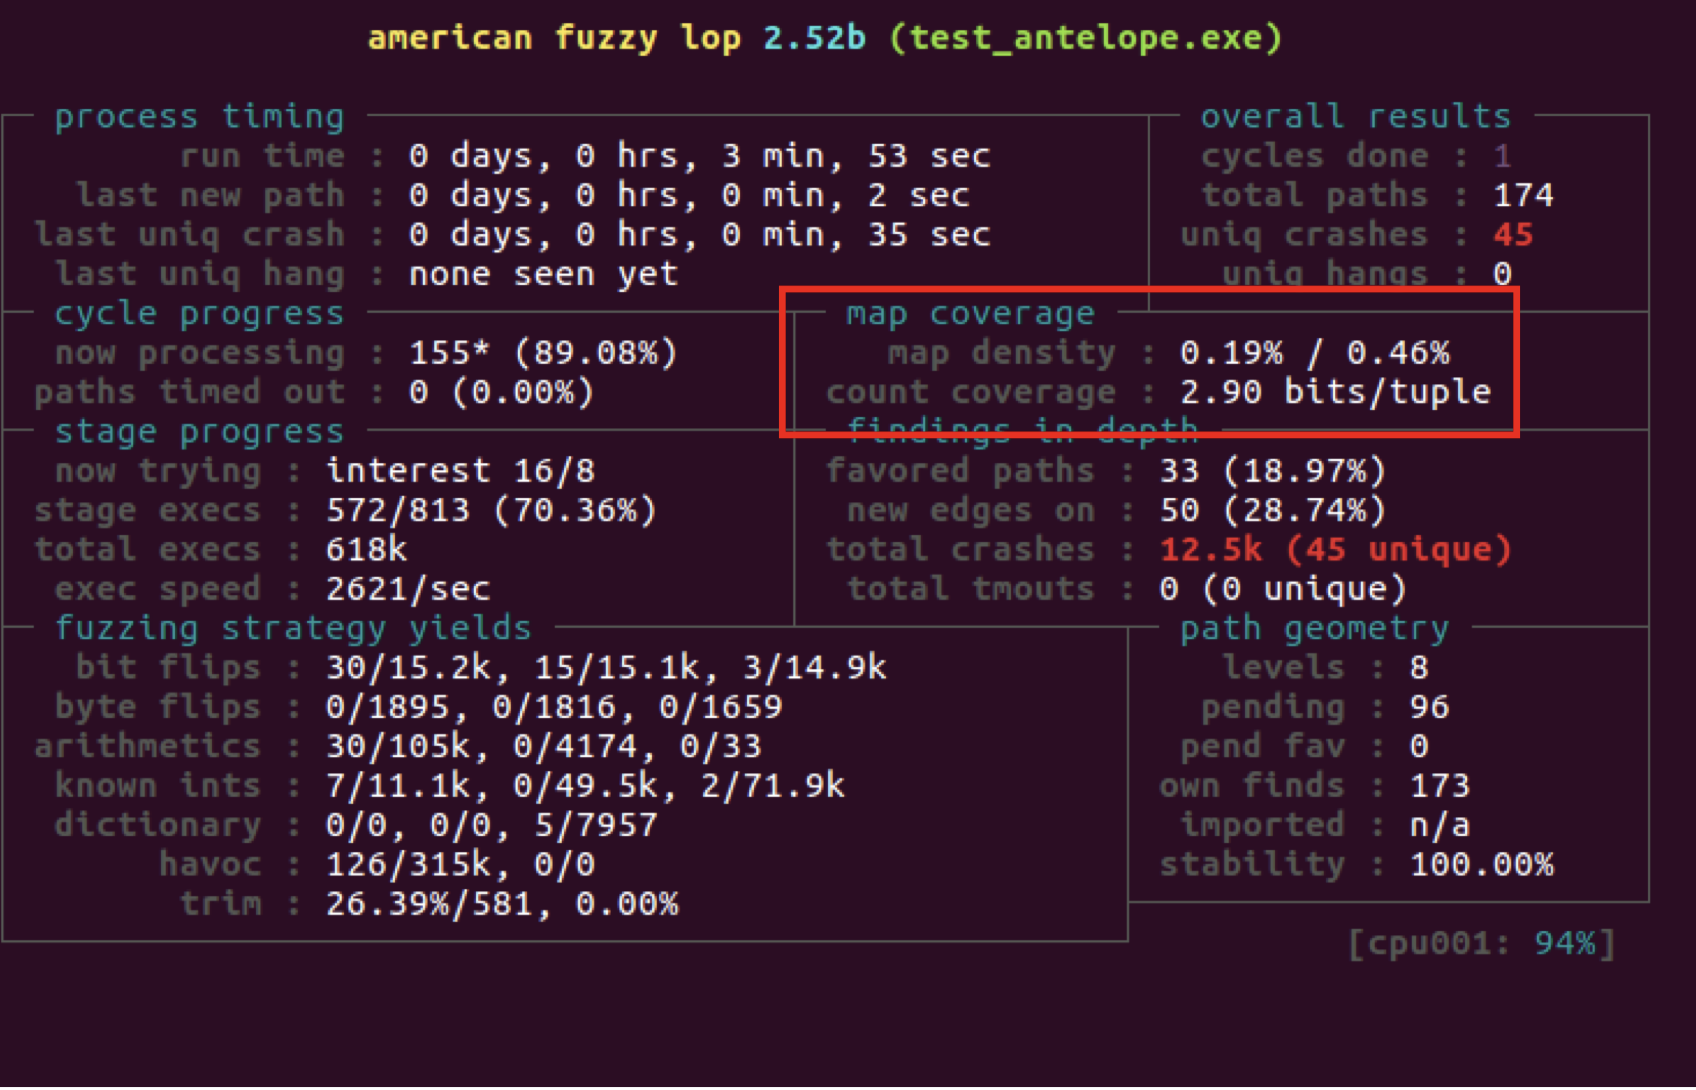 american fuzzy lop 2.52b (test_antelope.exe)
process timing
run time : 0 days, 0 hrs, 3 min, 53 sec
last new path : 0 days, 0 hrs, 0 min, 2 sec
last uniq crash : 0 days, 0 hrs, 0 min, 35 sec
last uniq hang : none seen yet
overall results
cycles done : 1
total paths : 174
uniq crashes : 45
uniq hangs : 0
cycle progress
now processing : 155* (89.08%)
paths timed out : 0 (0.00%)
map coverage
map density : 0.19% / 0.46%
count coverage : 2.90 bits/tuple
stage progress
now trying : interest 16/8
stage execs : 572/813 (70.36%)
total execs : 618k
exec speed : 2621/sec
findings in depth
favored paths : 33 (18.97%)
new edges on : 50 (28.74%)
total crashes : 12.5k (45 unique)
total tmouts : 0 (0 unique)
fuzzing strategy yields
bit flips : 30/15.2k, 15/15.1k, 3/14.9k
byte flips : 0/1895, 0/1816, 0/1659
arithmetics : 30/105k, 0/4174, 0/33
known ints : 7/11.1k, 0/49.5k, 2/71.9k
dictionary : 0/0, 0/0, 5/7957
havoc : 126/315k, 0/0
trim : 26.39%/581, 0.00%
path geometry
levels : 8
pending : 96
pend fav : 0
own finds : 173
imported : n/a
stability : 100.00%
[cpu001: 94%]